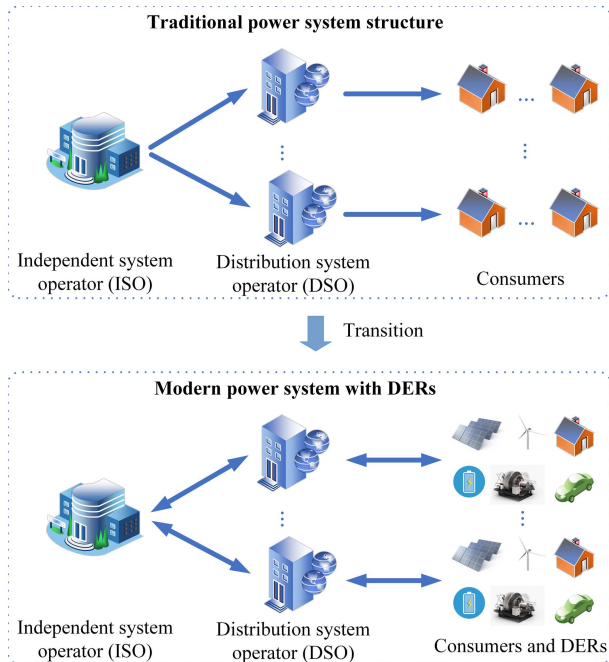 Traditional power system structure
...
...
Independent system
operator (ISO)
Distribution system
operator (DSO)
Consumers
Transition
Modern power system with DERs
Independent system
operator (ISO)
Distribution system
operator (DSO)
Consumers and DERs